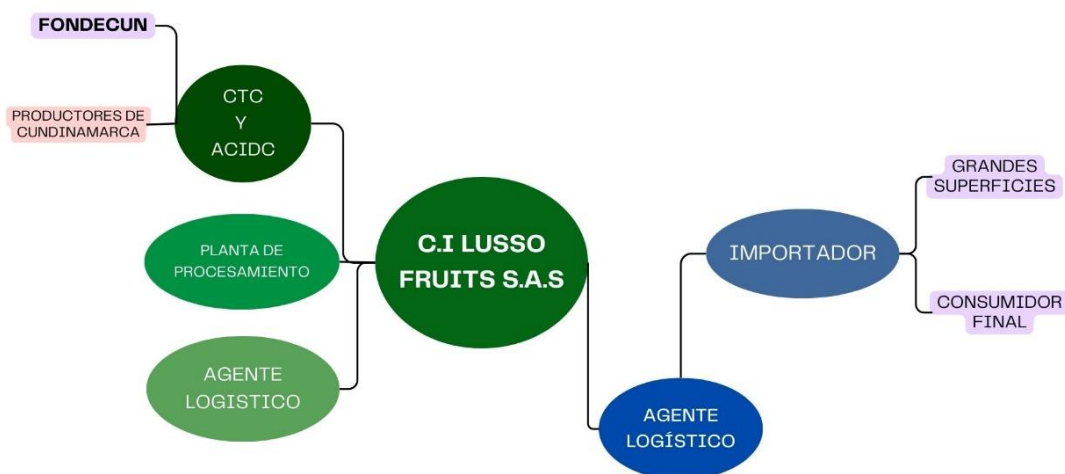 FONDECUN
PRODUCTORES DE
CUNDINAMARCA
CTC
Y
ACIDC
PLANTA DE
PROCESAMIENTO
AGENTE
LOGISTICO
C.I LUSSO
FRUITS S.A.S
AGENTE
LOGÍSTICO
IMPORTADOR
GRANDES
SUPERFICIES
CONSUMIDOR
FINAL